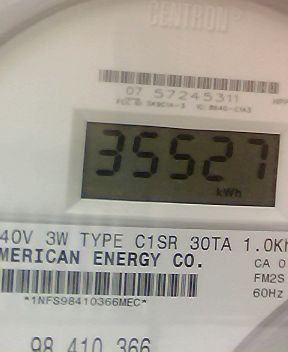 CENTRON®
07 57245311
35527
kWh
40V 3W TYPE C1SR 30TA 1.0Kh
MERICAN ENERGY CO.
CA 0
FM2S
60Hz
*1NFS98410366MEC*
98 410 366